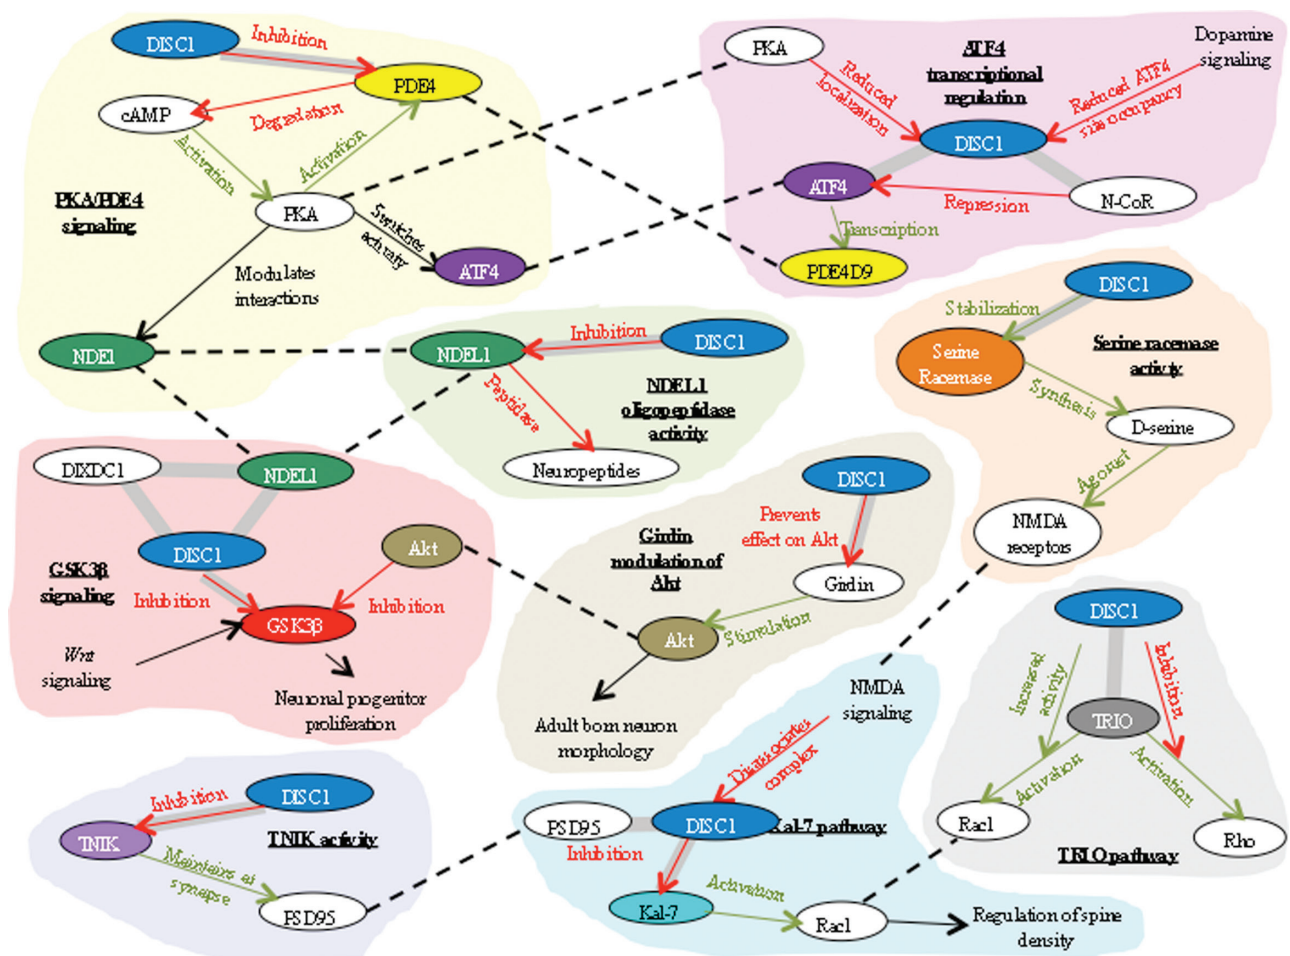 DISC1
Inhibition
PDE4
cAMP
Degradation
Activation
Activation
PKA/PDE4
signaling
PKA
Switches
activity
ATF4
Modulates
interactions
NDE1
PKA
ATF4
transcriptional
regulation
Dopamine
signaling
Reduced
localization
Reduced ATF4
site occupancy
DISC1
ATF4
Repression
N-CoR
Transcription
PDE4D9
NDEL1
Inhibition
DISC1
Peptidase
NDEL1
oligopeptidase
activity
Neuropeptides
DISC1
Stabilization
Serine
Racemase
Serine racemase
activity
Synthesis
D-serine
Agonist
NMDA
receptors
DIXDC1
NDEL1
DISC1
Akt
GSK3β
signaling
Inhibition
Inhibition
GSK3β
Wnt
signaling
Neuronal progenitor
proliferation
DISC1
Prevents
effect on Akt
Girdin
modulation of
Akt
Girdin
Stimulation
Akt
Adult born neuron
morphology
DISC1
Increased
activity
Inhibition
TRIO
Activation
Activation
Rac1
Rho
TRIO pathway
DISC1
Inhibition
TNIK
TNIK activity
Maintains at
synapse
PSD95
NMDA
signaling
Disassociates
complex
PSD95
DISC1
Kal-7 pathway
Inhibition
Kal-7
Activation
Rac1
Regulation of spine
density